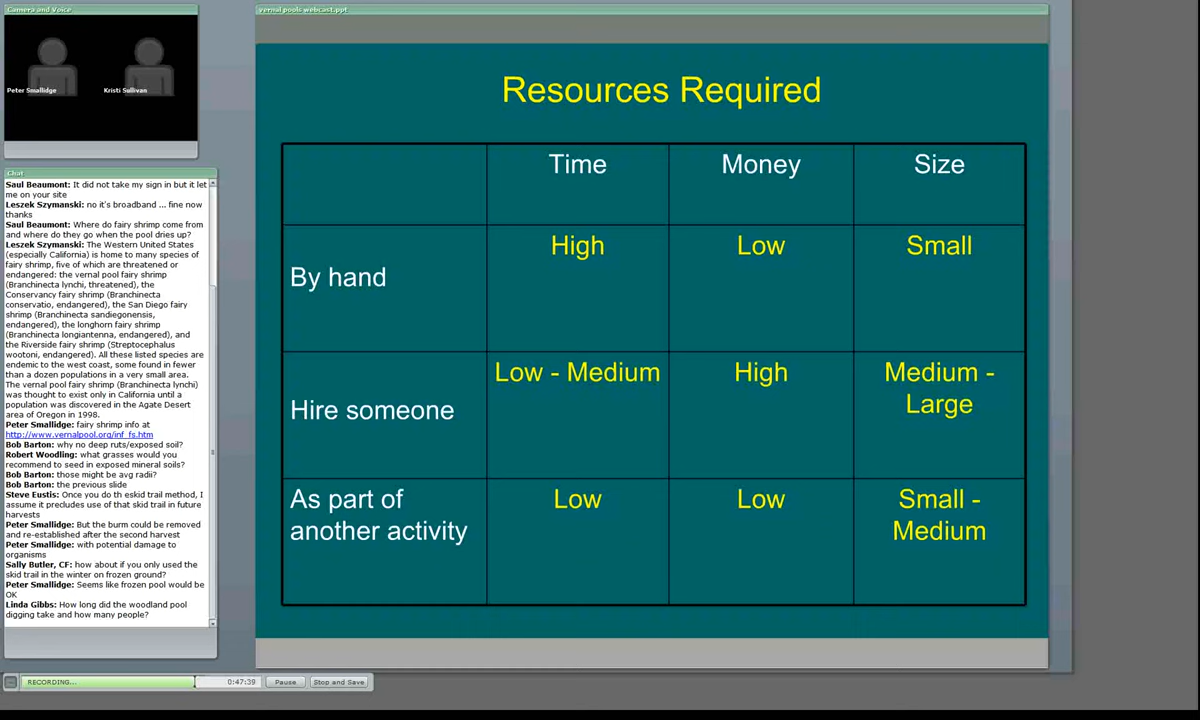 Camera and Voice
Peter Smallidge
Kristi Sullivan
Chat
Saul Beaumont: It did not take my sign in but it let
me on your site
Leszek Szymanski: no it's broadband ... fine now
thanks
Saul Beaumont: Where do fairy shrimp come from
and where do they go when the pool dries up?
Leszek Szymanski: The Western United States
(especially California) is home to many species of
fairy shrimp, five of which are threatened or
endangered: the vernal pool fairy shrimp
(Branchinecta lynchi, threatened), the
Conservancy fairy shrimp (Branchinecta
conservatio, endangered), the San Diego fairy
shrimp (Branchinecta sandiegonensis,
endangered), the longhorn fairy shrimp
(Branchinecta longiantenna, endangered), and
the Riverside fairy shrimp (Streptocephalus
wootoni, endangered). All these listed species are
endemic to the west coast, some found in fewer
than a dozen populations in a very small area.
The vernal pool fairy shrimp (Branchinecta lynchi)
was thought to exist only in California until a
population was discovered in the Agate Desert
area of Oregon in 1998.
Peter Smallidge: fairy shrimp info at
http://www.vernalpool.org/inf_fs.htm
Bob Barton: why no deep ruts/exposed soil?
Robert Woodling: what grasses would you
recommend to seed in exposed mineral soils?
Bob Barton: those might be avg radii?
Bob Barton: the previous slide
Steve Eustis: Once you do th eskid trail method, I
assume it precludes use of that skid trail in future
harvests
Peter Smallidge: But the burm could be removed
and re-established after the second harvest
Peter Smallidge: with potential damage to
organisms
Sally Butler, CF: how about if you only used the
skid trail in the winter on frozen ground?
Peter Smallidge: Seems like frozen pool would be
OK
Linda Gibbs: How long did the woodland pool
digging take and how many people?
RECORDING...
0:47:39
Pause
Stop and Save
vernal pools webcast.ppt
Resources Required
Time
Money
Size
By hand
High
Low
Small
Hire someone
Low - Medium
High
Medium -
Large
As part of
another activity
Low
Low
Small -
Medium